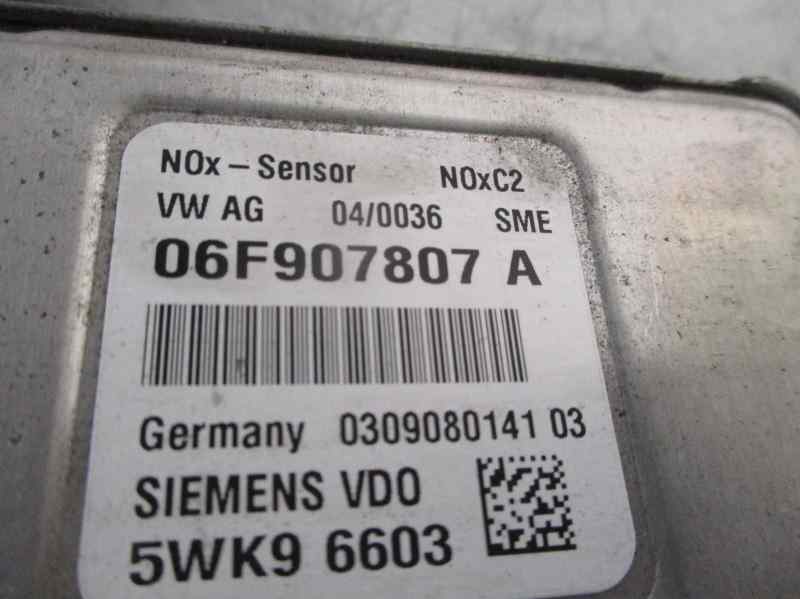 NOx – Sensor NOxC2
VW AG 04/0036 SME
06F907807 A
Germany 0309080141 03
SIEMENS VDO
5WK9 6603